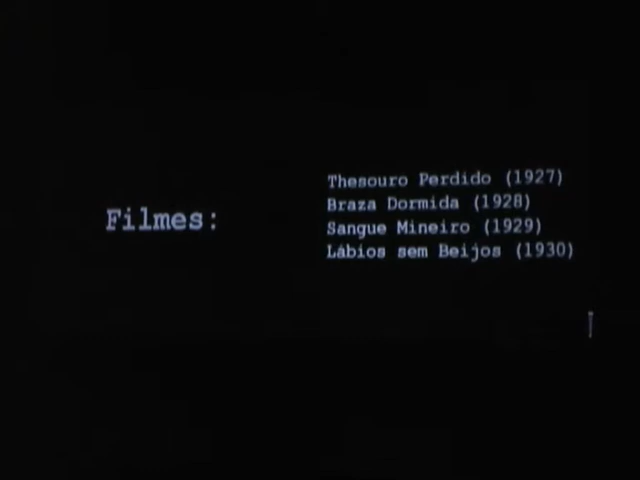 Filmes:
Thesouro Perdido (1927)
Braza Dormida (1928)
Sangue Mineiro (1929)
Lábios sem Beijos (1930)